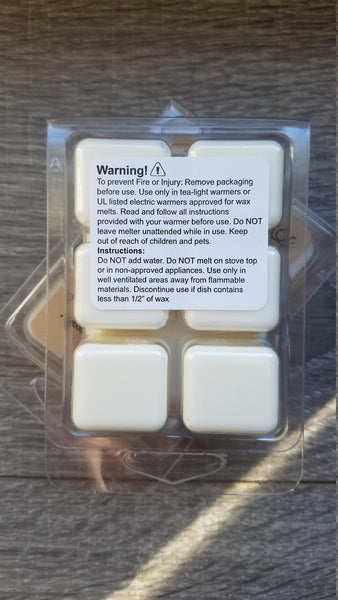 Warning!
To prevent Fire or Injury: Remove packaging
before use. Use only in tea-light warmers or
UL listed electric warmers approved for wax
melts. Read and follow all instructions
provided with your warmer before use. Do NOT
leave melter unattended while in use. Keep
out of reach of children and pets.
Instructions:
Do NOT add water. Do NOT melt on stove top
or in non-approved appliances. Use only in
well ventilated areas away from flammable
materials. Discontinue use if dish contains
less than 1/2" of wax